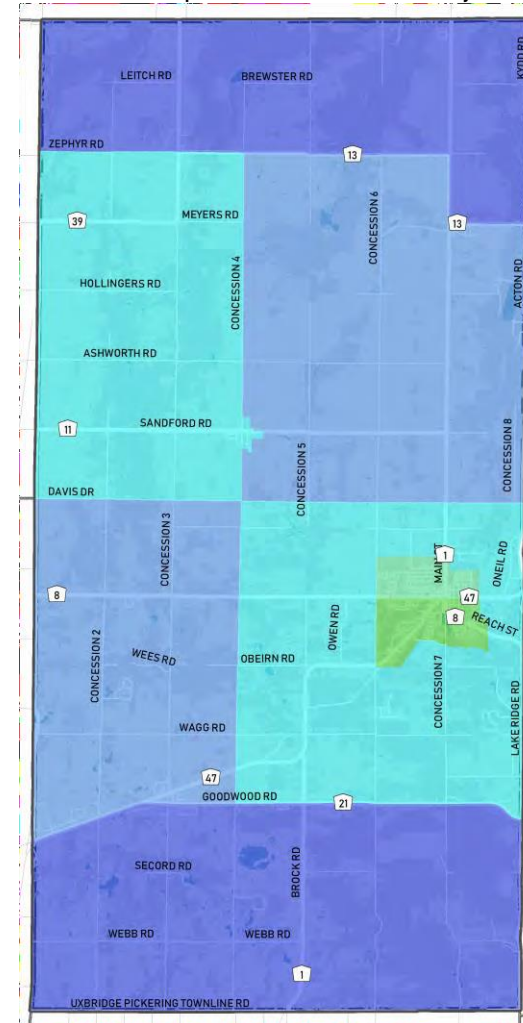 LEITCH RD
BREWSTER RD
KYDD RD
ZEPHYR RD
13
CONCESSION 6
39
MEYERS RD
13
CONCESSION 4
HOLLINGERS RD
ACTON RD
ASHWORTH RD
11
SANDFORD RD
CONCESSION 5
CONCESSION 8
DAVIS DR
CONCESSION 3
MAIN ST
1
ONEIL RD
8
47
8
REACH ST
OWEN RD
CONCESSION 2
WEES RD
OBEIRN RD
CONCESSION 7
LAKE RIDGE RD
WAGG RD
47
GOODWOOD RD
21
SECORD RD
BROCK RD
WEBB RD
WEBB RD
1
UXBRIDGE PICKERING TOWNLINE RD